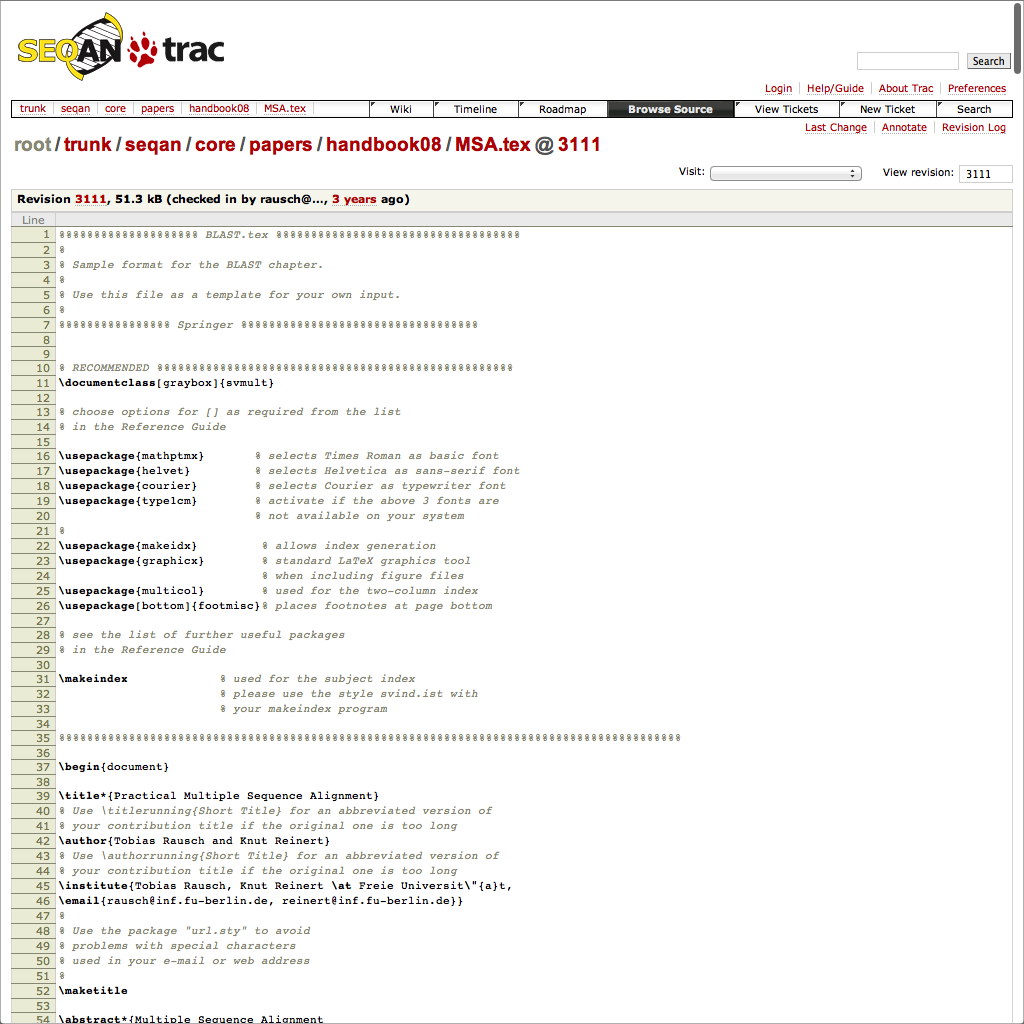 SEQAN trac
Search
Login Help/Guide About Trac Preferences
trunk seqan core papers handbook08 MSA.tex Wiki Timeline Roadmap Browse Source View Tickets New Ticket Search
Last Change Annotate Revision Log
root/trunk/seqan/core/papers/handbook08/MSA.tex @ 3111
Visit: View revision: 3111
Revision 3111, 51.3 kB (checked in by rausch@..., 3 years ago)
Line
1 %%%%%%%%%%%%%%%%%%%% BLAST.tex %%%%%%%%%%%%%%%%%%%%%%%%%%%%%%%%%%%
2 %
3 % Sample format for the BLAST chapter.
4 %
5 % Use this file as a template for your own input.
6 %
7 %%%%%%%%%%%%%%%% Springer %%%%%%%%%%%%%%%%%%%%%%%%%%%%%%%%%%
8
9
10 % RECOMMENDED %%%%%%%%%%%%%%%%%%%%%%%%%%%%%%%%%%%%%%%%%%%%%%%%%%%
11 \documentclass[graybox]{svmult}
12
13 % choose options for [] as required from the list
14 % in the Reference Guide
15
16 \usepackage{mathptmx} % selects Times Roman as basic font
17 \usepackage{helvet} % selects Helvetica as sans-serif font
18 \usepackage{courier} % selects Courier as typewriter font
19 \usepackage{type1cm} % activate if the above 3 fonts are
20 % not available on your system
21 %
22 \usepackage{makeidx} % allows index generation
23 \usepackage{graphicx} % standard LaTeX graphics tool
24 % when including figure files
25 \usepackage{multicol} % used for the two-column index
26 \usepackage[bottom]{footmisc}% places footnotes at page bottom
27
28 % see the list of further useful packages
29 % in the Reference Guide
30
31 \makeindex % used for the subject index
32 % please use the style svind.ist with
33 % your makeindex program
34
35 %%%%%%%%%%%%%%%%%%%%%%%%%%%%%%%%%%%%%%%%%%%%%%%%%%%%%%%%%%%%%%%%%%%%%%%%%%%%%%%%%%%%%%%%%%%
36
37 \begin{document}
38
39 \title*{Practical Multiple Sequence Alignment}
40 % Use \titlerunning{Short Title} for an abbreviated version of
41 % your contribution title if the original one is too long
42 \author{Tobias Rausch and Knut Reinert}
43 % Use \authorrunning{Short Title} for an abbreviated version of
44 % your contribution title if the original one is too long
45 \institute{Tobias Rausch, Knut Reinert \at Freie Universit\"{a}t,
46 \email{rausch@inf.fu-berlin.de, reinert@inf.fu-berlin.de}}
47 %
48 % Use the package "url.sty" to avoid
49 % problems with special characters
50 % used in your e-mail or web address
51 %
52 \maketitle
53
54 \abstract*{Multiple Sequence Alignment